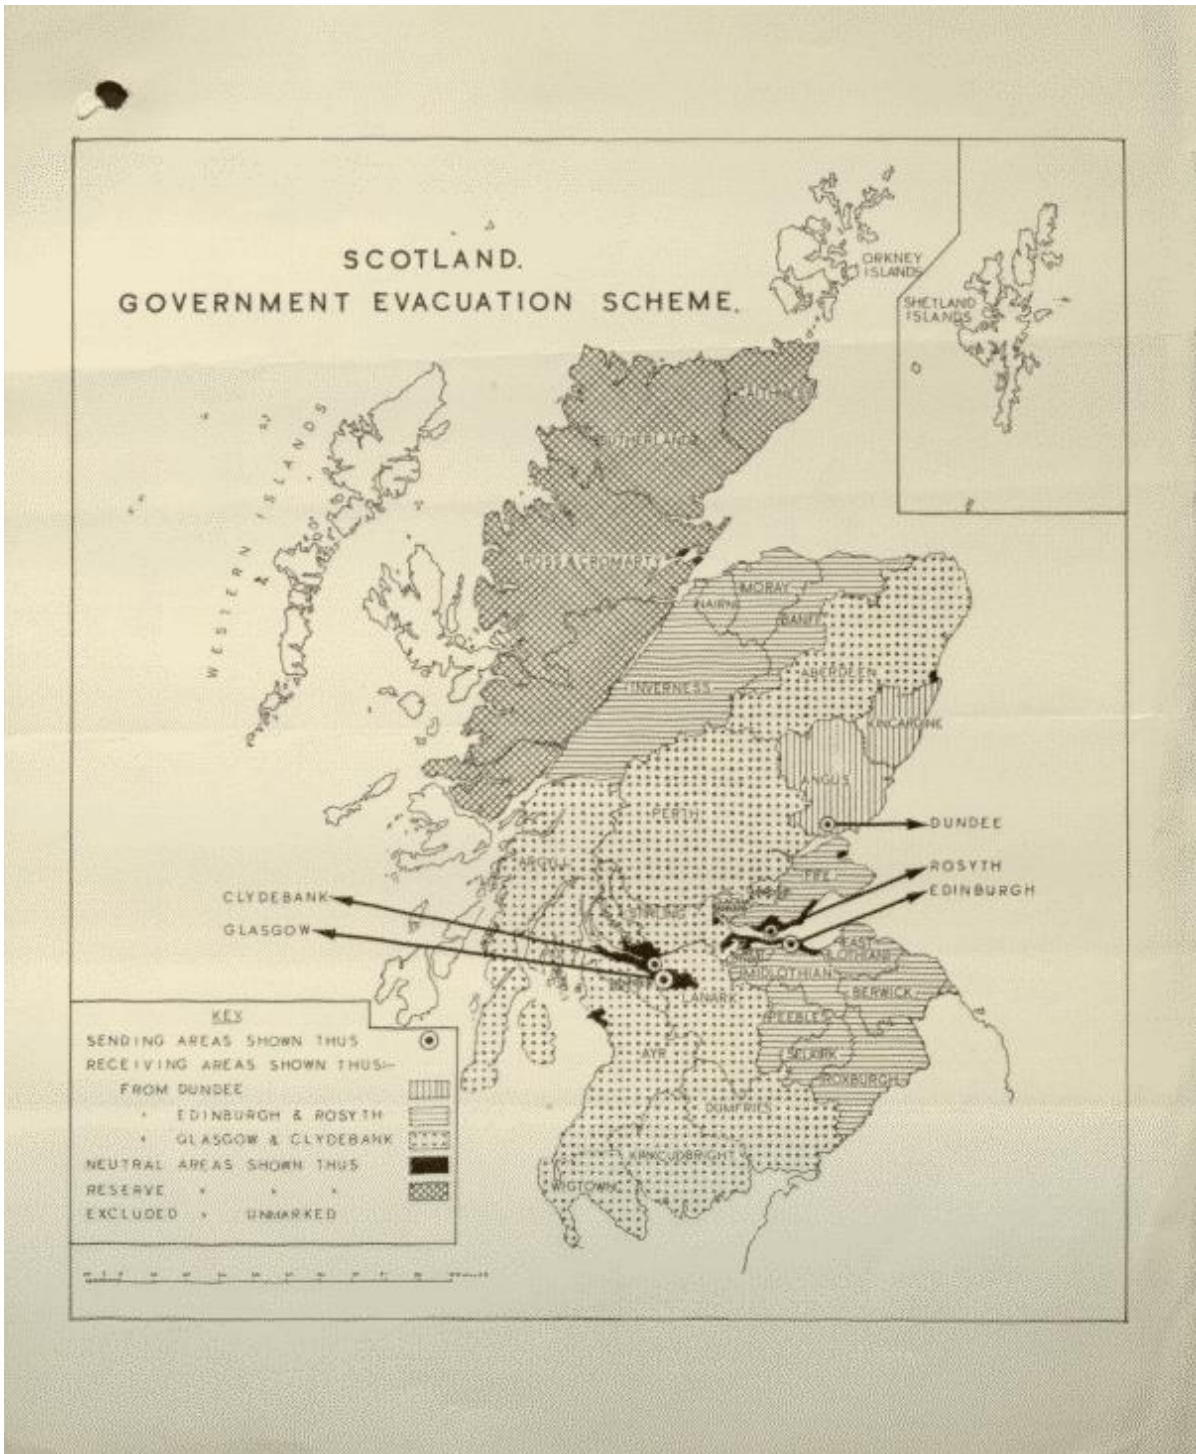 SCOTLAND.
GOVERNMENT EVACUATION SCHEME.
ORKNEY
ISLANDS
SHETLAND
ISLANDS
WESTERN ISLANDS
CAITHNESS
SUTHERLAND
ROSS & CROMARTY
NAIRN
MORAY
BANFF
ABERDEEN
INVERNESS
KINCARDINE
ANGUS
PERTH
DUNDEE
ARGYLL
FIFE
ROSYTH
EDINBURGH
CLYDEBANK
STIRLING
GLASGOW
EAST
LOTHIAN
MIDLOTHIAN
LANARK
BERWICK
PEEBLES
AYR
SELKIRK
ROXBURGH
DUMFRIES
KIRKCUDBRIGHT
WIGTOWN
KEY
SENDING AREAS SHOWN THUS
RECEIVING AREAS SHOWN THUS:-
FROM DUNDEE
" EDINBURGH & ROSYTH
" GLASGOW & CLYDEBANK
NEUTRAL AREAS SHOWN THUS
RESERVE " " "
EXCLUDED " UNMARKED